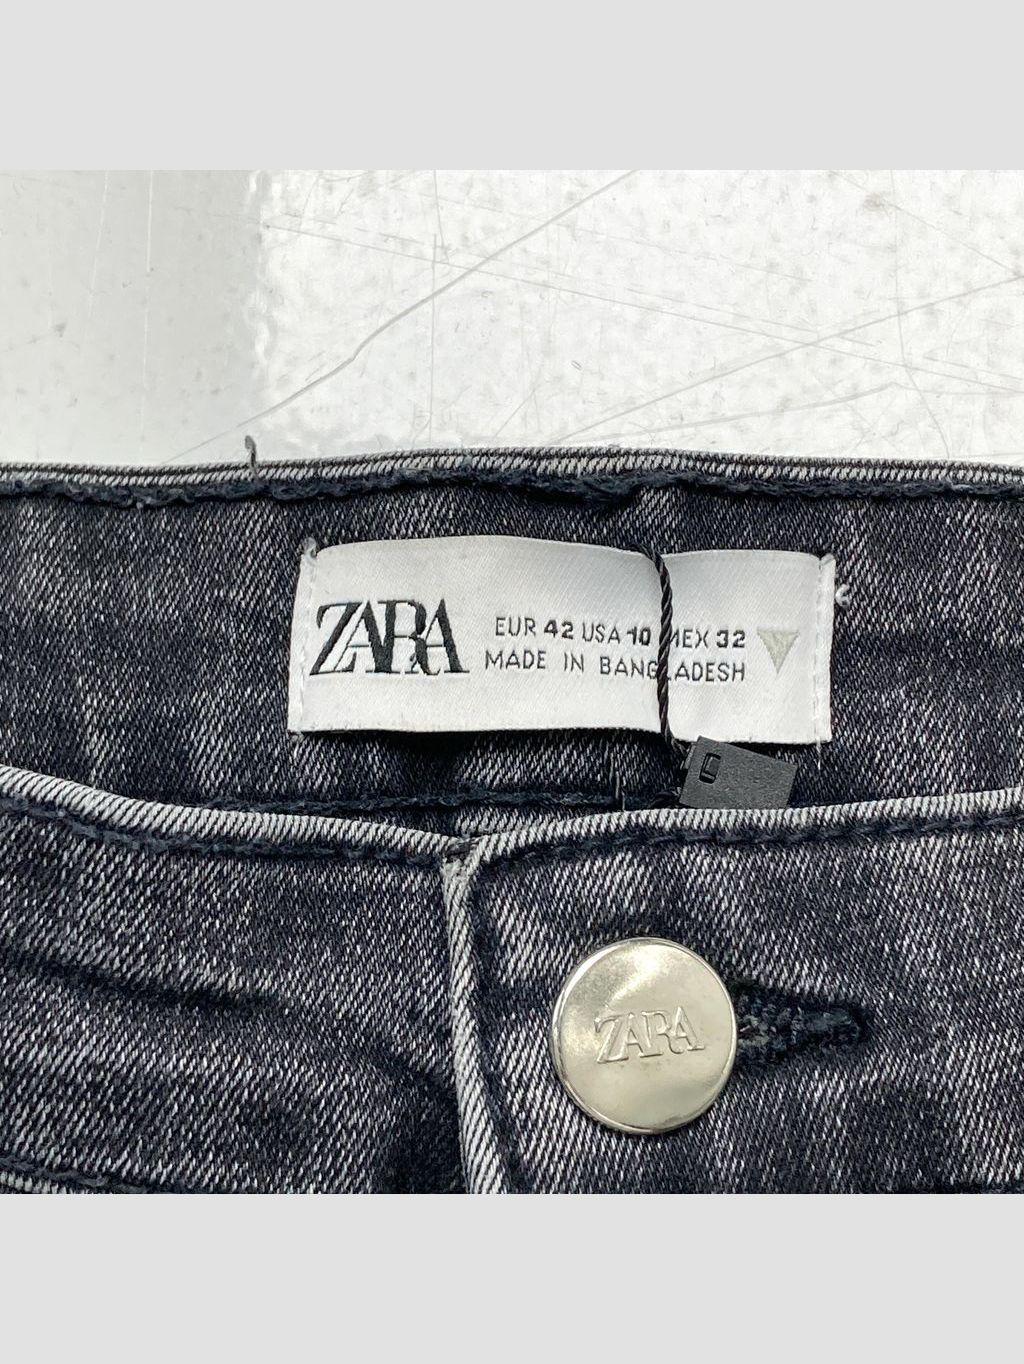 ZARA
EUR 42 USA 10 MEX 32
MADE IN BANGLADESH
ZARA